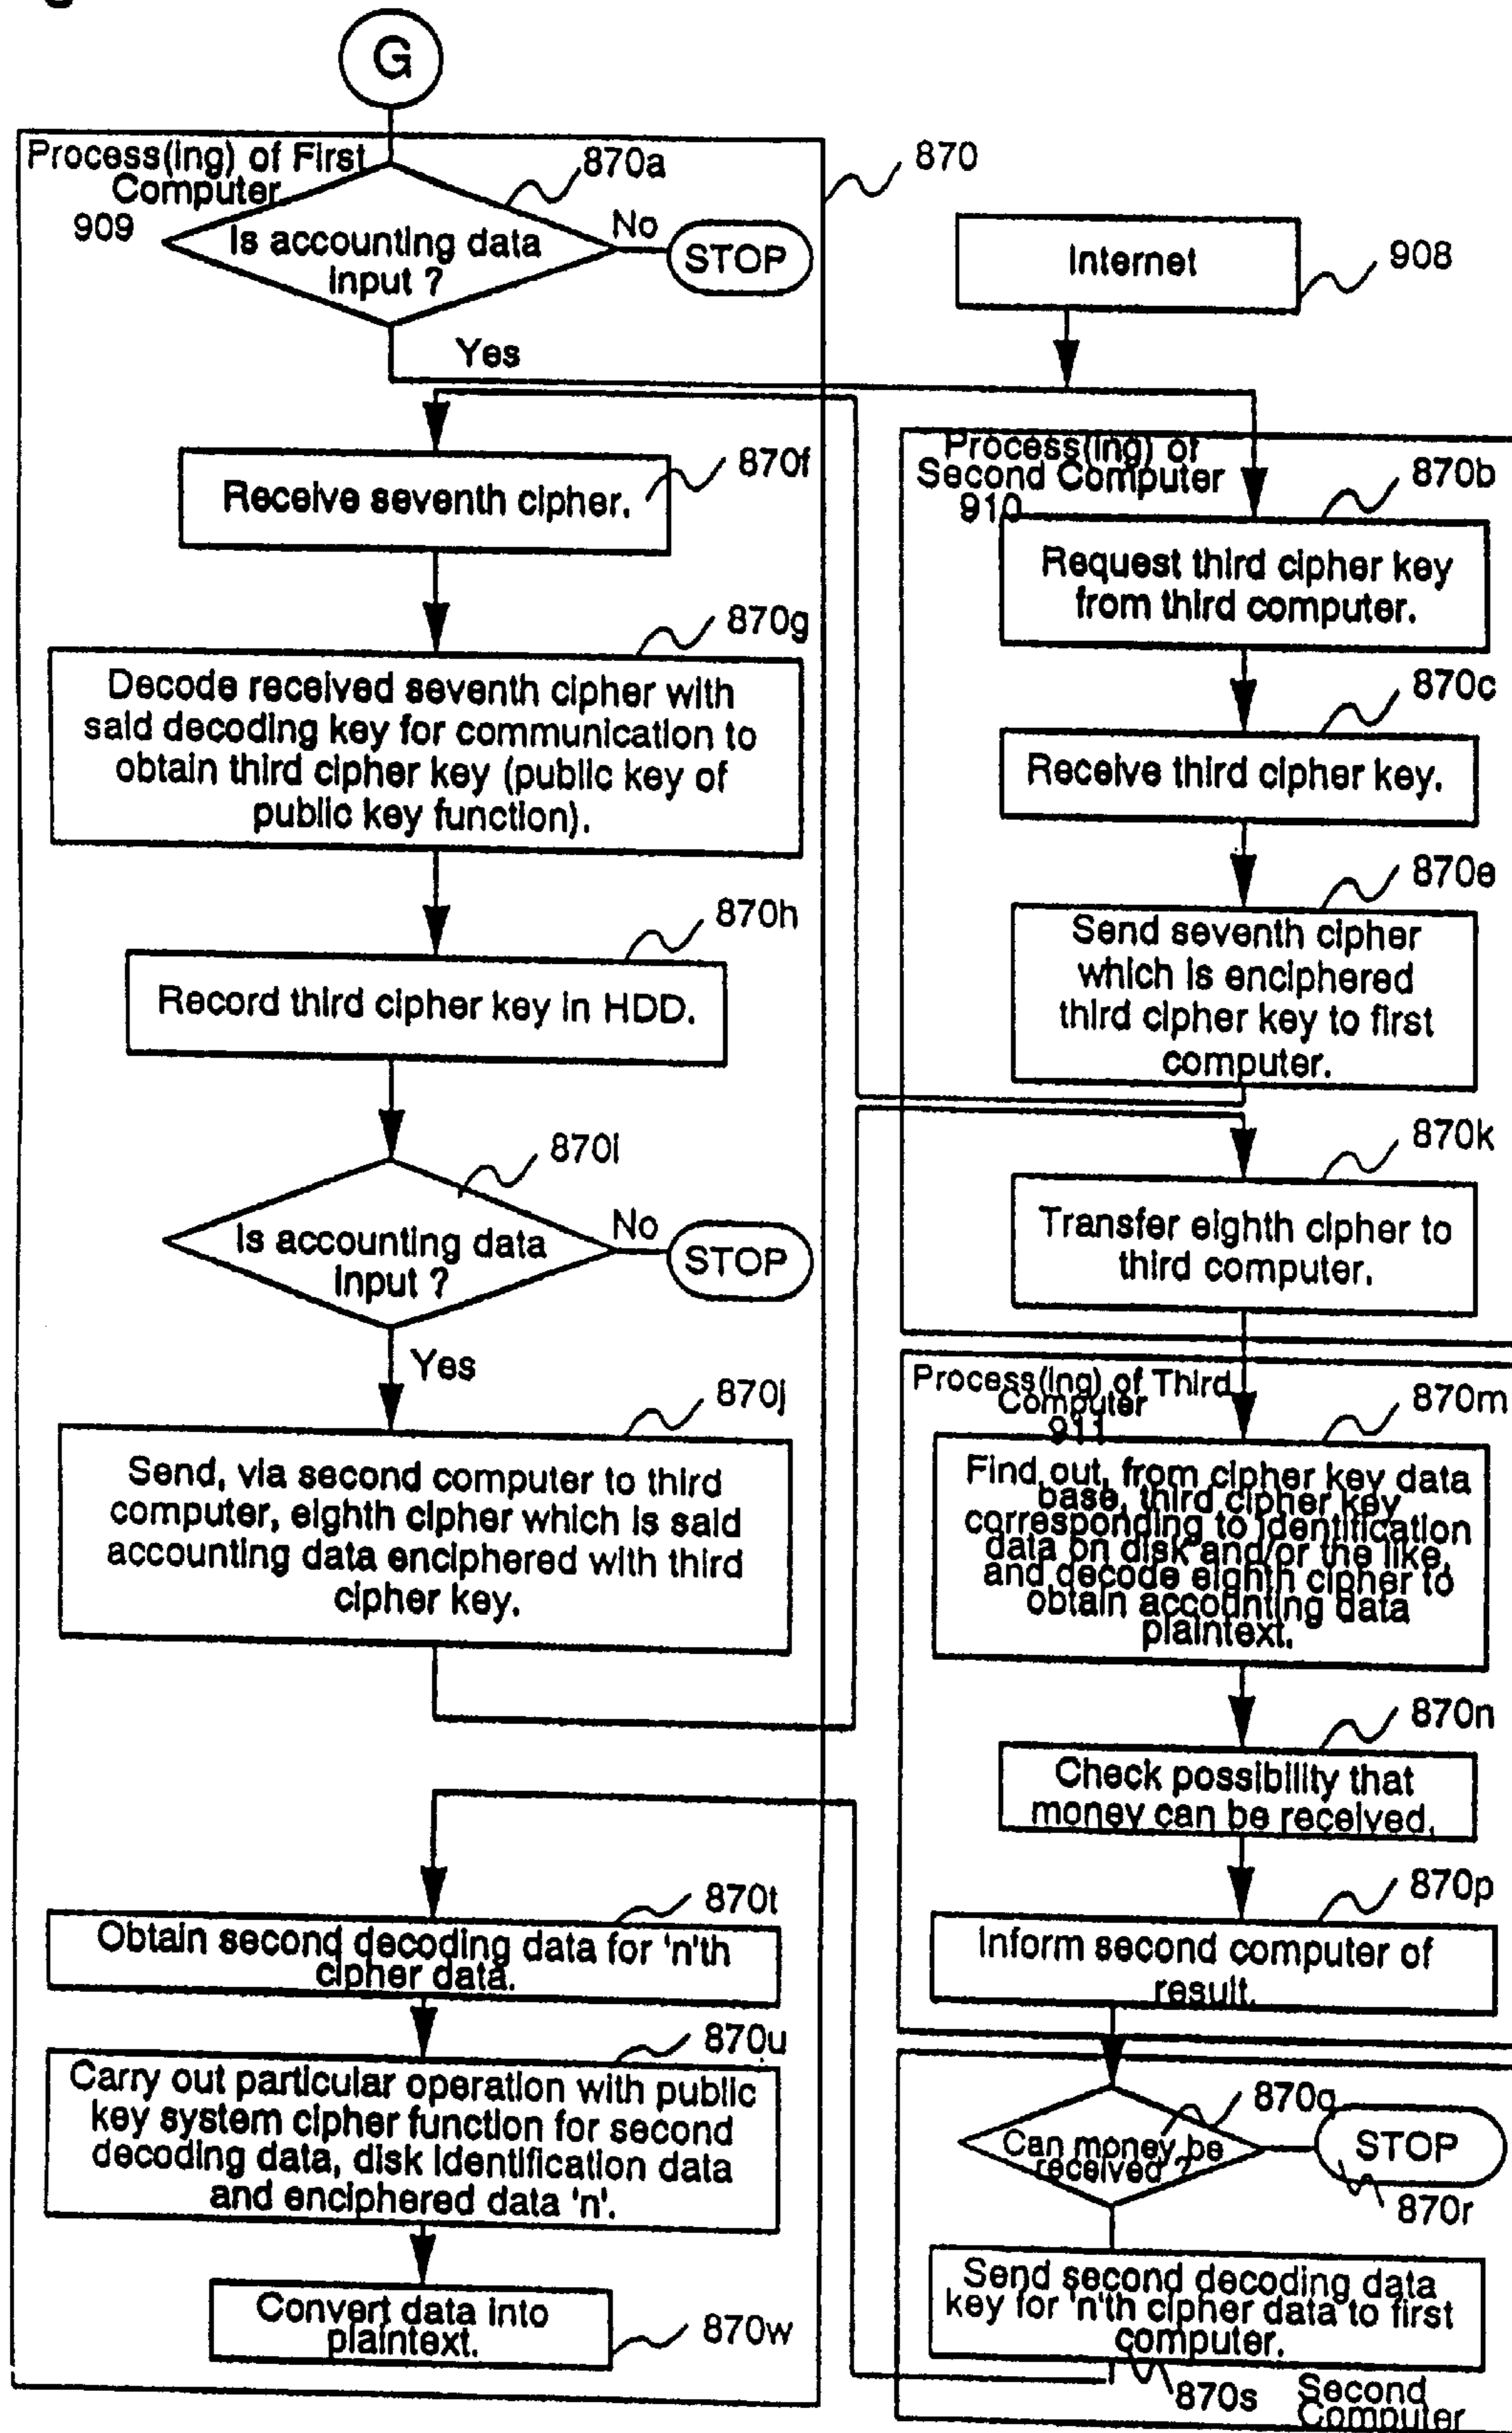 G
Process(ing) of First
Computer
909
870a
870
Is accounting data
input ?
No
STOP
Internet
908
Yes
Receive seventh cipher.
870f
Process(ing) of
Second Computer
910
870b
Request third cipher key
from third computer.
870g
Decode received seventh cipher with
said decoding key for communication to
obtain third cipher key (public key of
public key function).
870c
Receive third cipher key.
870e
Send seventh cipher
which is enciphered
third cipher key to first
computer.
870h
Record third cipher key in HDD.
870i
Is accounting data
input ?
No
STOP
Yes
870k
Transfer eighth cipher to
third computer.
870j
Send, via second computer to third
computer, eighth cipher which is said
accounting data enciphered with third
cipher key.
Process(ing) of Third
Computer
911
870m
Find out, from cipher key data
base, third cipher key
corresponding to identification
data on disk and/or the like,
and decode eighth cipher to
obtain accounting data
plaintext.
870n
Check possibility that
money can be received.
870p
Inform second computer of
result.
870t
Obtain second decoding data for 'n'th
cipher data.
870u
Carry out particular operation with public
key system cipher function for second
decoding data, disk identification data
and enciphered data 'n'.
Convert data into
plaintext.
870w
870q
Can money be
received ?
STOP
870r
Send second decoding data
key for 'n'th cipher data to first
computer.
870s
Second
Computer